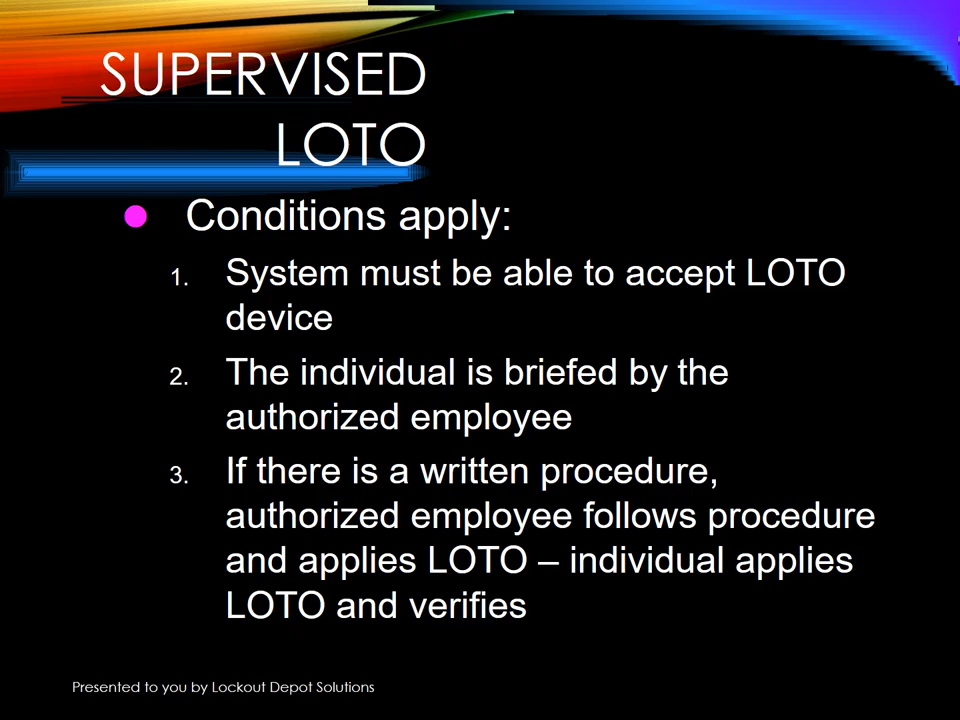 SUPERVISED
LOTO
Conditions apply:
1. System must be able to accept LOTO
device
2. The individual is briefed by the
authorized employee
3. If there is a written procedure,
authorized employee follows procedure
and applies LOTO – individual applies
LOTO and verifies
Presented to you by Lockout Depot Solutions